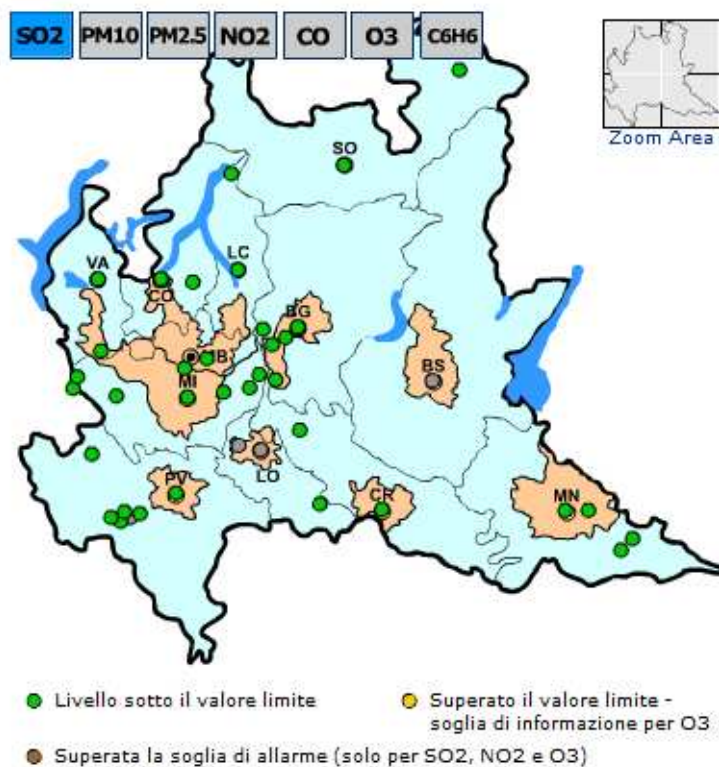 SO2 PM10 PM2.5 NO2 CO O3 C6H6
Zoom Area
SO
VA
LC
CO
BG
MB
MI
BS
LO
PV
CR
MN
Livello sotto il valore limite
Superato il valore limite -
soglia di informazione per O3
Superata la soglia di allarme (solo per SO2, NO2 e O3)